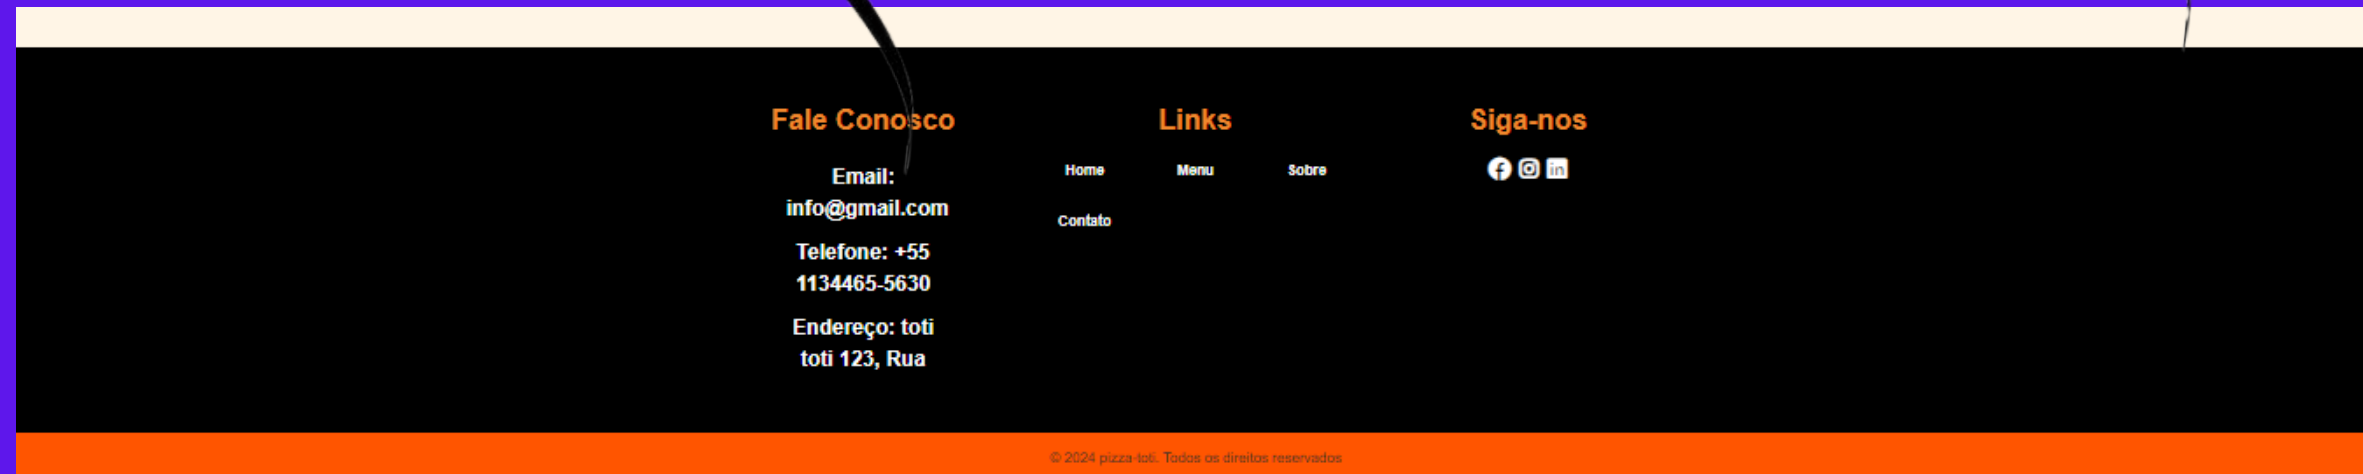 Fale Conosco
Email:
info@gmail.com
Telefone: +55
1134465-5630
Endereço: toti
toti 123, Rua
Links
Home Menu Sobre
Contato
Siga-nos
in
© 2024 pizza-toti. Todos os direitos reservados